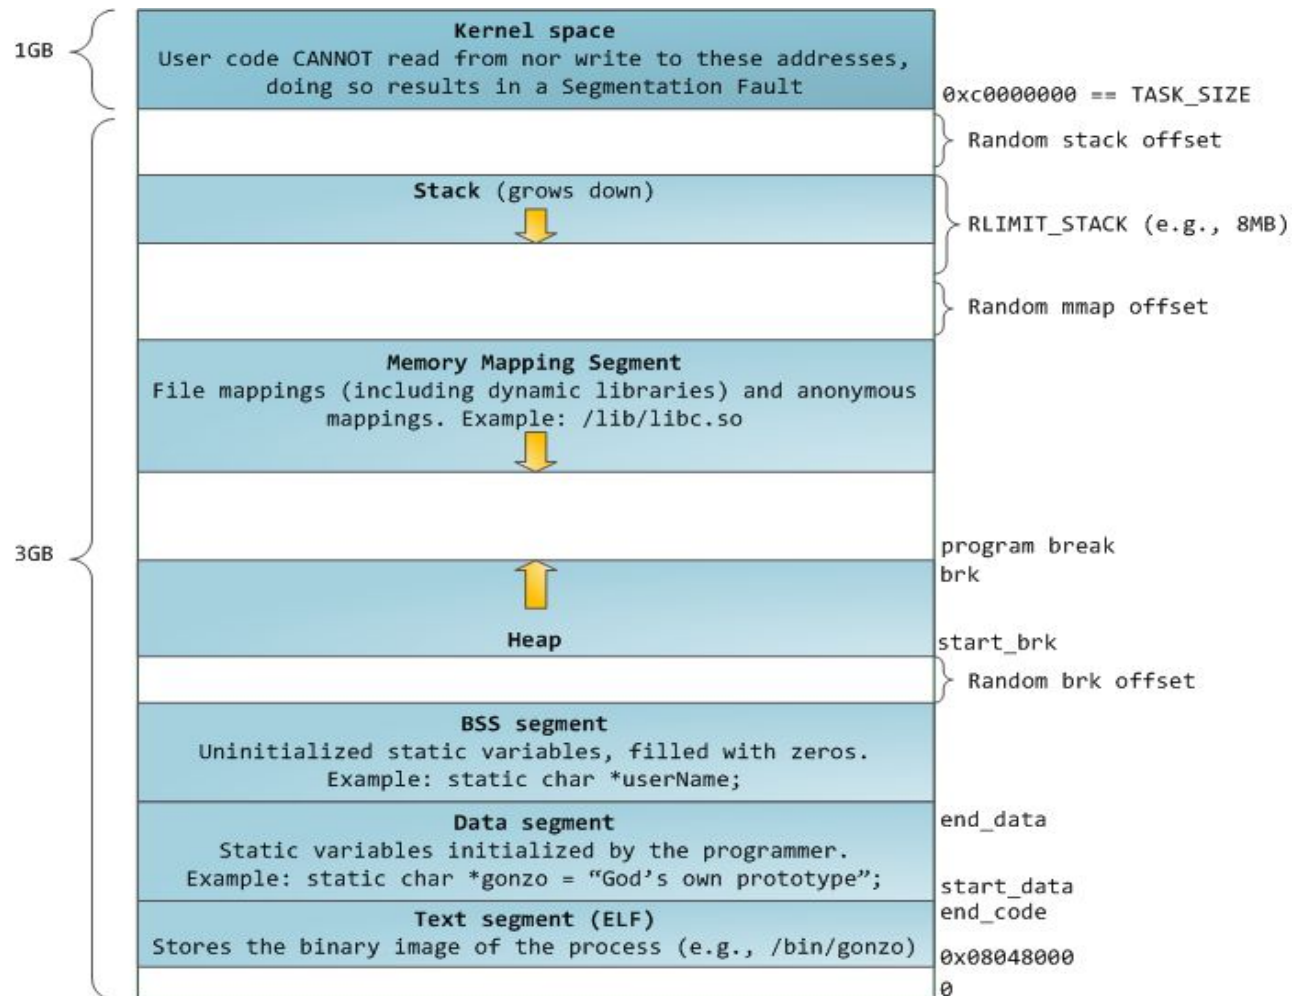 1GB
Kernel space
User code CANNOT read from nor write to these addresses,
doing so results in a Segmentation Fault
0xc0000000 == TASK_SIZE
Random stack offset
Stack (grows down)
RLIMIT_STACK (e.g., 8MB)
Random mmap offset
Memory Mapping Segment
File mappings (including dynamic libraries) and anonymous
mappings. Example: /lib/libc.so
3GB
program break
brk
Heap
start_brk
Random brk offset
BSS segment
Uninitialized static variables, filled with zeros.
Example: static char *userName;
Data segment
Static variables initialized by the programmer.
Example: static char *gonzo = “God’s own prototype”;
end_data
start_data
Text segment (ELF)
Stores the binary image of the process (e.g., /bin/gonzo)
end_code
0x08048000
0